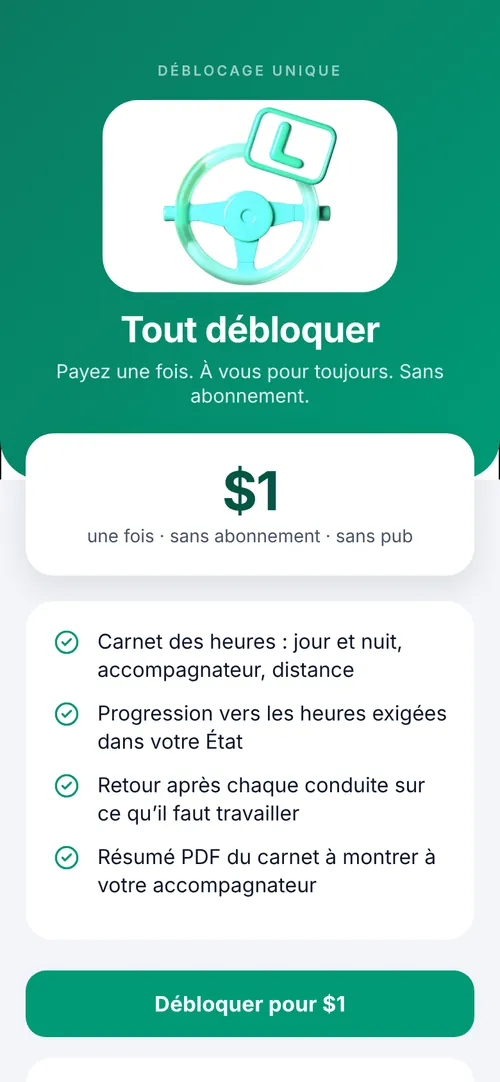 DÉBLOCAGE UNIQUE
L
Tout débloquer
Payez une fois. À vous pour toujours. Sans
abonnement.
$1
une fois · sans abonnement · sans pub
Carnet des heures : jour et nuit,
accompagnateur, distance
Progression vers les heures exigées
dans votre État
Retour après chaque conduite sur
ce qu’il faut travailler
Résumé PDF du carnet à montrer à
votre accompagnateur
Débloquer pour $1